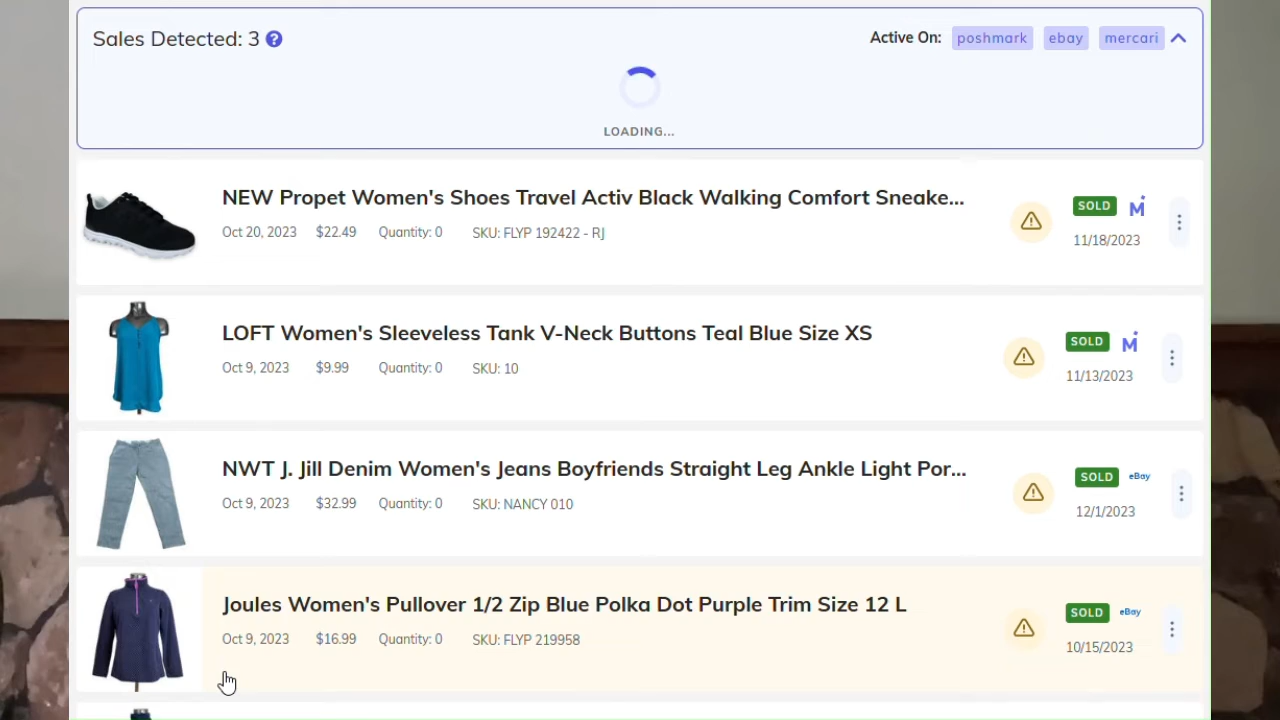 Sales Detected: 3 ?
Active On: poshmark ebay mercari
LOADING...
NEW Propet Women's Shoes Travel Activ Black Walking Comfort Sneake...
Oct 20, 2023 $22.49 Quantity: 0 SKU: FLYP 192422 - RJ
SOLD M
11/18/2023
LOFT Women's Sleeveless Tank V-Neck Buttons Teal Blue Size XS
Oct 9, 2023 $9.99 Quantity: 0 SKU: 10
SOLD M
11/13/2023
NWT J. Jill Denim Women's Jeans Boyfriends Straight Leg Ankle Light Por...
Oct 9, 2023 $32.99 Quantity: 0 SKU: NANCY 010
SOLD eBay
12/1/2023
Joules Women's Pullover 1/2 Zip Blue Polka Dot Purple Trim Size 12 L
Oct 9, 2023 $16.99 Quantity: 0 SKU: FLYP 219958
SOLD eBay
10/15/2023